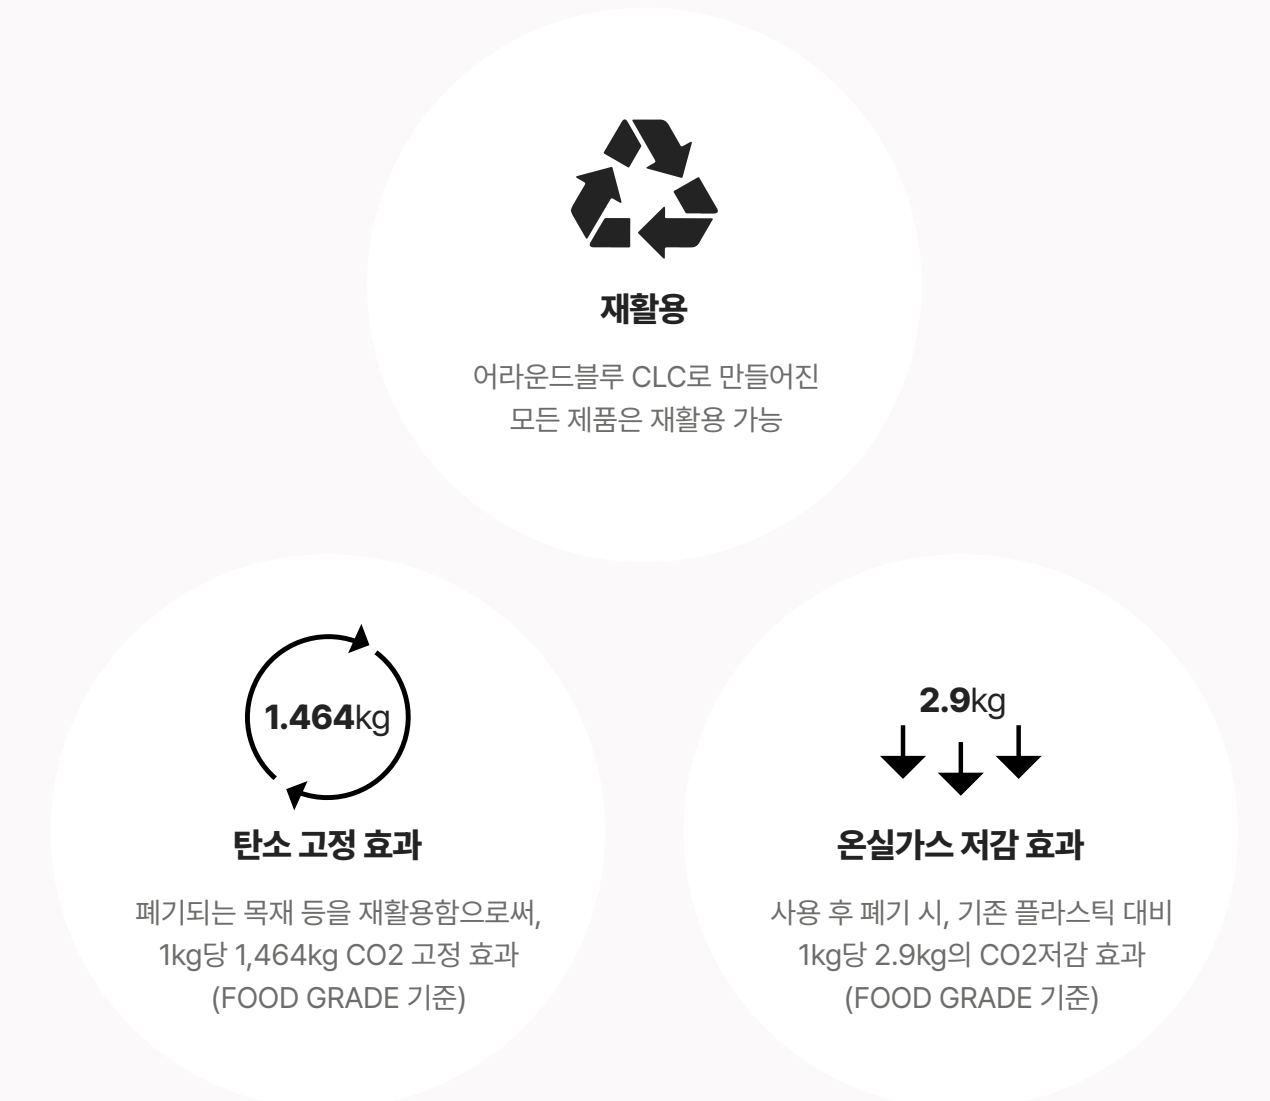 재활용
어라운드블루 CLC로 만들어진
모든 제품은 재활용 가능
1.464kg
탄소 고정 효과
폐기되는 목재 등을 재활용함으로써,
1kg당 1,464kg CO2 고정 효과
(FOOD GRADE 기준)
2.9kg
온실가스 저감 효과
사용 후 폐기 시, 기존 플라스틱 대비
1kg당 2.9kg의 CO2저감 효과
(FOOD GRADE 기준)